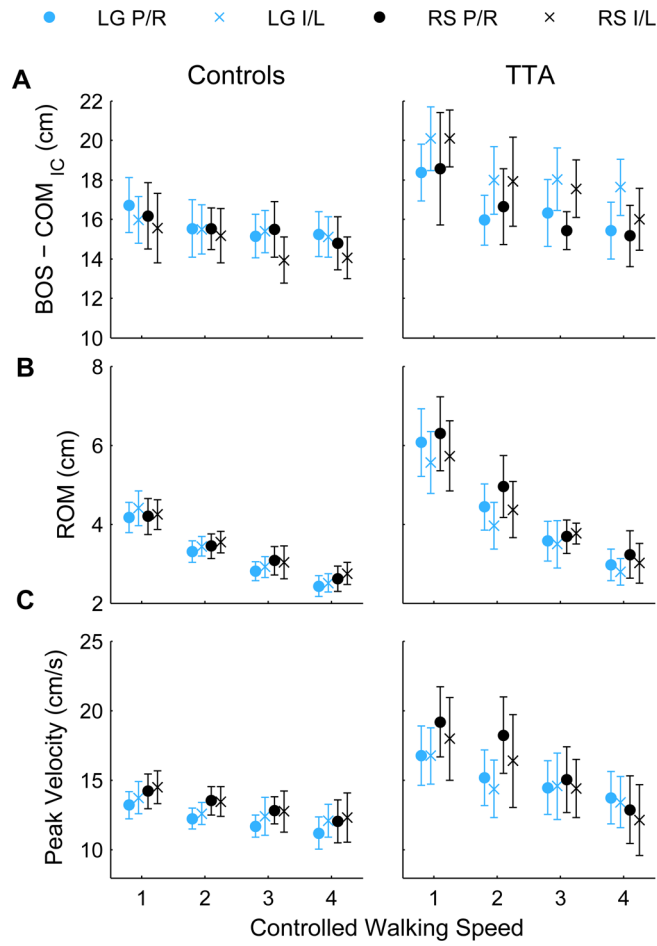 LG P/R LG I/L RS P/R RS I/L
Controls TTA
A
BOS − COM IC (cm)
22
20
18
16
14
12
10
B
ROM (cm)
8
6
4
2
C
Peak Velocity (cm/s)
25
20
15
10
1 2 3 4 1 2 3 4
Controlled Walking Speed